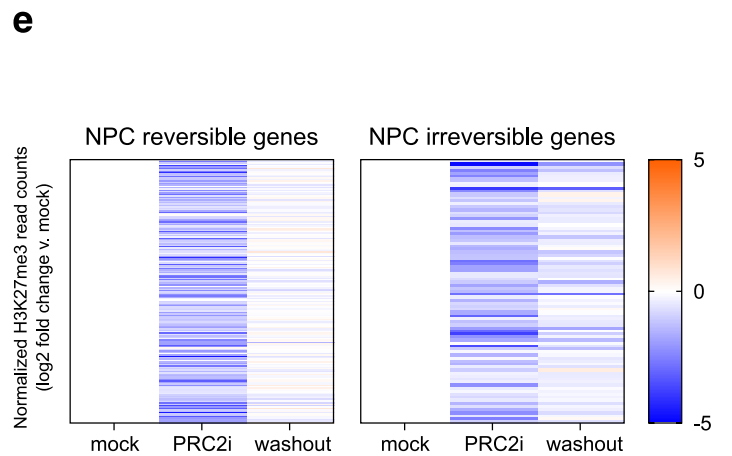 e
NPC reversible genes
NPC irreversible genes
Normalized H3K27me3 read counts
(log2 fold change v. mock)
5
0
-5
mock
PRC2i
washout
mock
PRC2i
washout